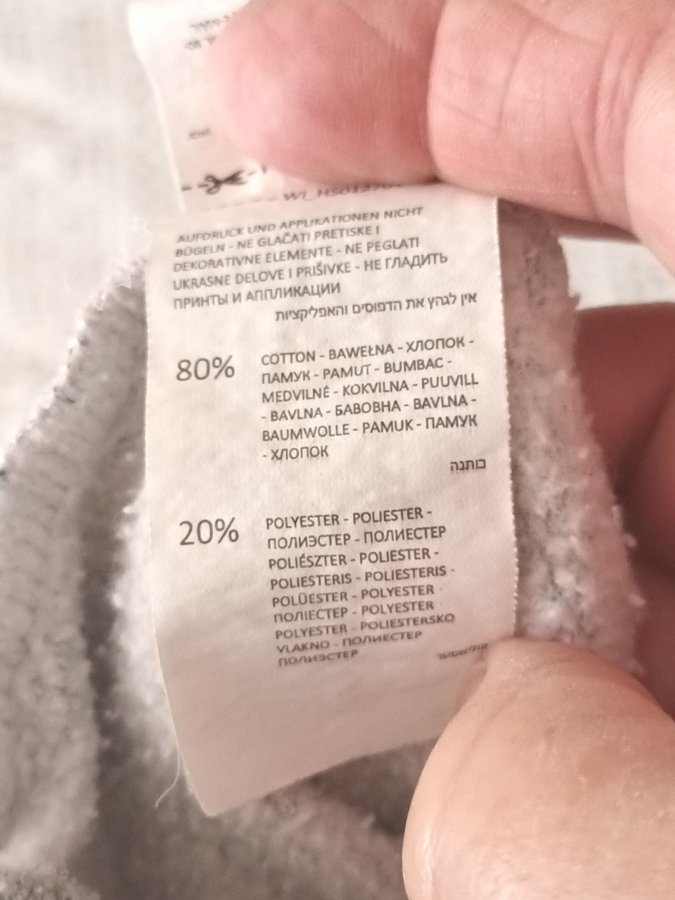 AUFDRUCK UND APPLIKATIONEN NICHT
BÜGELN - NE GLAČATI PRETISKE I
DEKORATIVNE ELEMENTE - NE PEGLATI
UKRASNE DELOVE I PRIŠIVKE - НЕ ГЛАДИТЬ
ПРИНТЫ И АППЛИКАЦИИ
אין לגהץ את הדפוסים והאפליקציות
80%
COTTON - BAWEŁNA - ХЛОПОК -
ПАМУК - PAMUT - BUMBAC -
MEDVILNĖ - KOKVILNA - PUUVILL
- BAVLNA - БАВОВНА - BAVLNA -
BAUMWOLLE - PAMUK - ПАМУК
- ХЛОПОК
כותנה
20%
POLYESTER - POLIESTER -
ПОЛИЭСТЕР - ПОЛИЕСТЕР
POLIÉSZTER - POLIESTER -
POLIESTERIS - POLIESTERIS -
POLÜESTER - POLYESTER -
ПОЛІЕСТЕР - POLYESTER
POLYESTER - POLIESTERSKO
VLAKNO - ПОЛИЕСТЕР
ПОЛИЭСТЕР
פוליאסטר